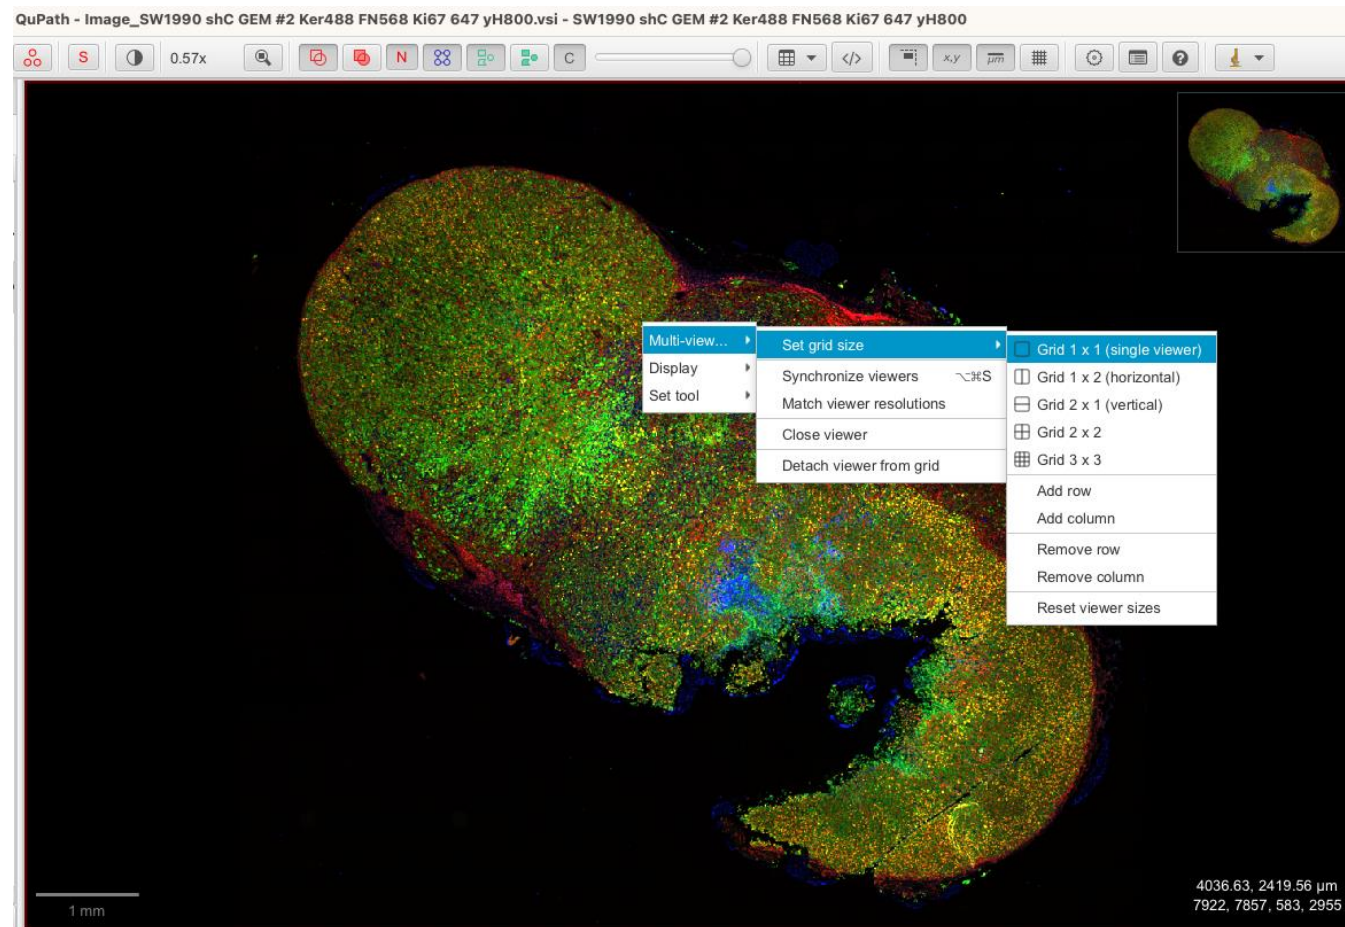 QuPath - Image_SW1990 shC GEM #2 Ker488 FN568 Ki67 647 yH800.vsi - SW1990 shC GEM #2 Ker488 FN568 Ki67 647 yH800
S 0.57x N C </> x,y μm ?
Multi-view...
Display
Set tool
Set grid size
Synchronize viewers ⌥⌘S
Match viewer resolutions
Close viewer
Detach viewer from grid
Grid 1 x 1 (single viewer)
Grid 1 x 2 (horizontal)
Grid 2 x 1 (vertical)
Grid 2 x 2
Grid 3 x 3
Add row
Add column
Remove row
Remove column
Reset viewer sizes
1 mm
4036.63, 2419.56 μm
7922, 7857, 583, 2955